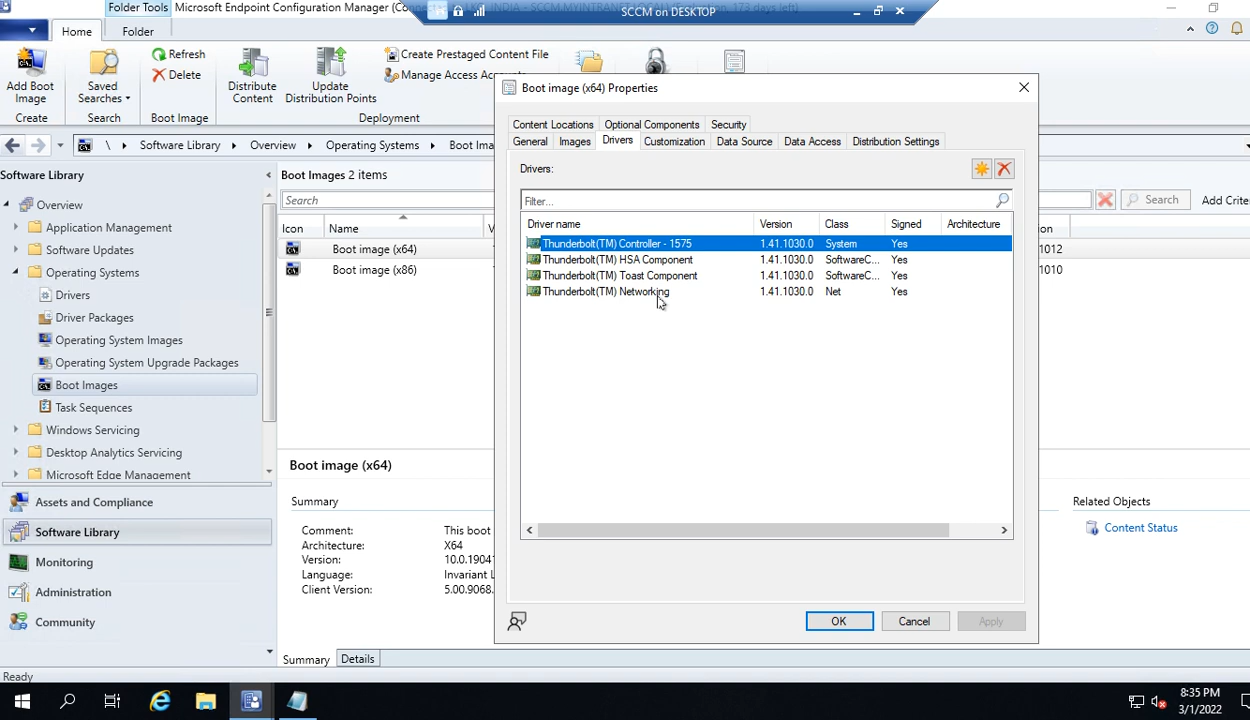 Folder Tools
Microsoft Endpoint Configuration Manager
SCCM on DESKTOP
Home
Folder
Add Boot
Image
Create
Saved
Searches
Search
Refresh
Delete
Boot Image
Distribute
Content
Update
Distribution Points
Create Prestaged Content File
Manage Access
Deployment
\ Software Library Overview Operating Systems Boot Ima
Software Library
Overview
Application Management
Software Updates
Operating Systems
Drivers
Driver Packages
Operating System Images
Operating System Upgrade Packages
Boot Images
Task Sequences
Windows Servicing
Desktop Analytics Servicing
Microsoft Edge Management
Assets and Compliance
Software Library
Monitoring
Administration
Community
Boot Images 2 items
Search
Search
Add Crite
Icon Name V
Boot image (x64) 1012
Boot image (x86) 1010
ion
Boot image (x64)
Summary
Comment: This boot
Architecture: X64
Version: 10.0.1904
Language: Invariant L
Client Version: 5.00.9068.
Related Objects
Content Status
Summary Details
Boot image (x64) Properties
Content Locations Optional Components Security
General Images Drivers Customization Data Source Data Access Distribution Settings
Drivers:
Filter...
Driver name Version Class Signed Architecture
Thunderbolt(TM) Controller - 1575 1.41.1030.0 System Yes
Thunderbolt(TM) HSA Component 1.41.1030.0 SoftwareC... Yes
Thunderbolt(TM) Toast Component 1.41.1030.0 SoftwareC... Yes
Thunderbolt(TM) Networking 1.41.1030.0 Net Yes
OK Cancel Apply
Ready
8:35 PM
3/1/2022